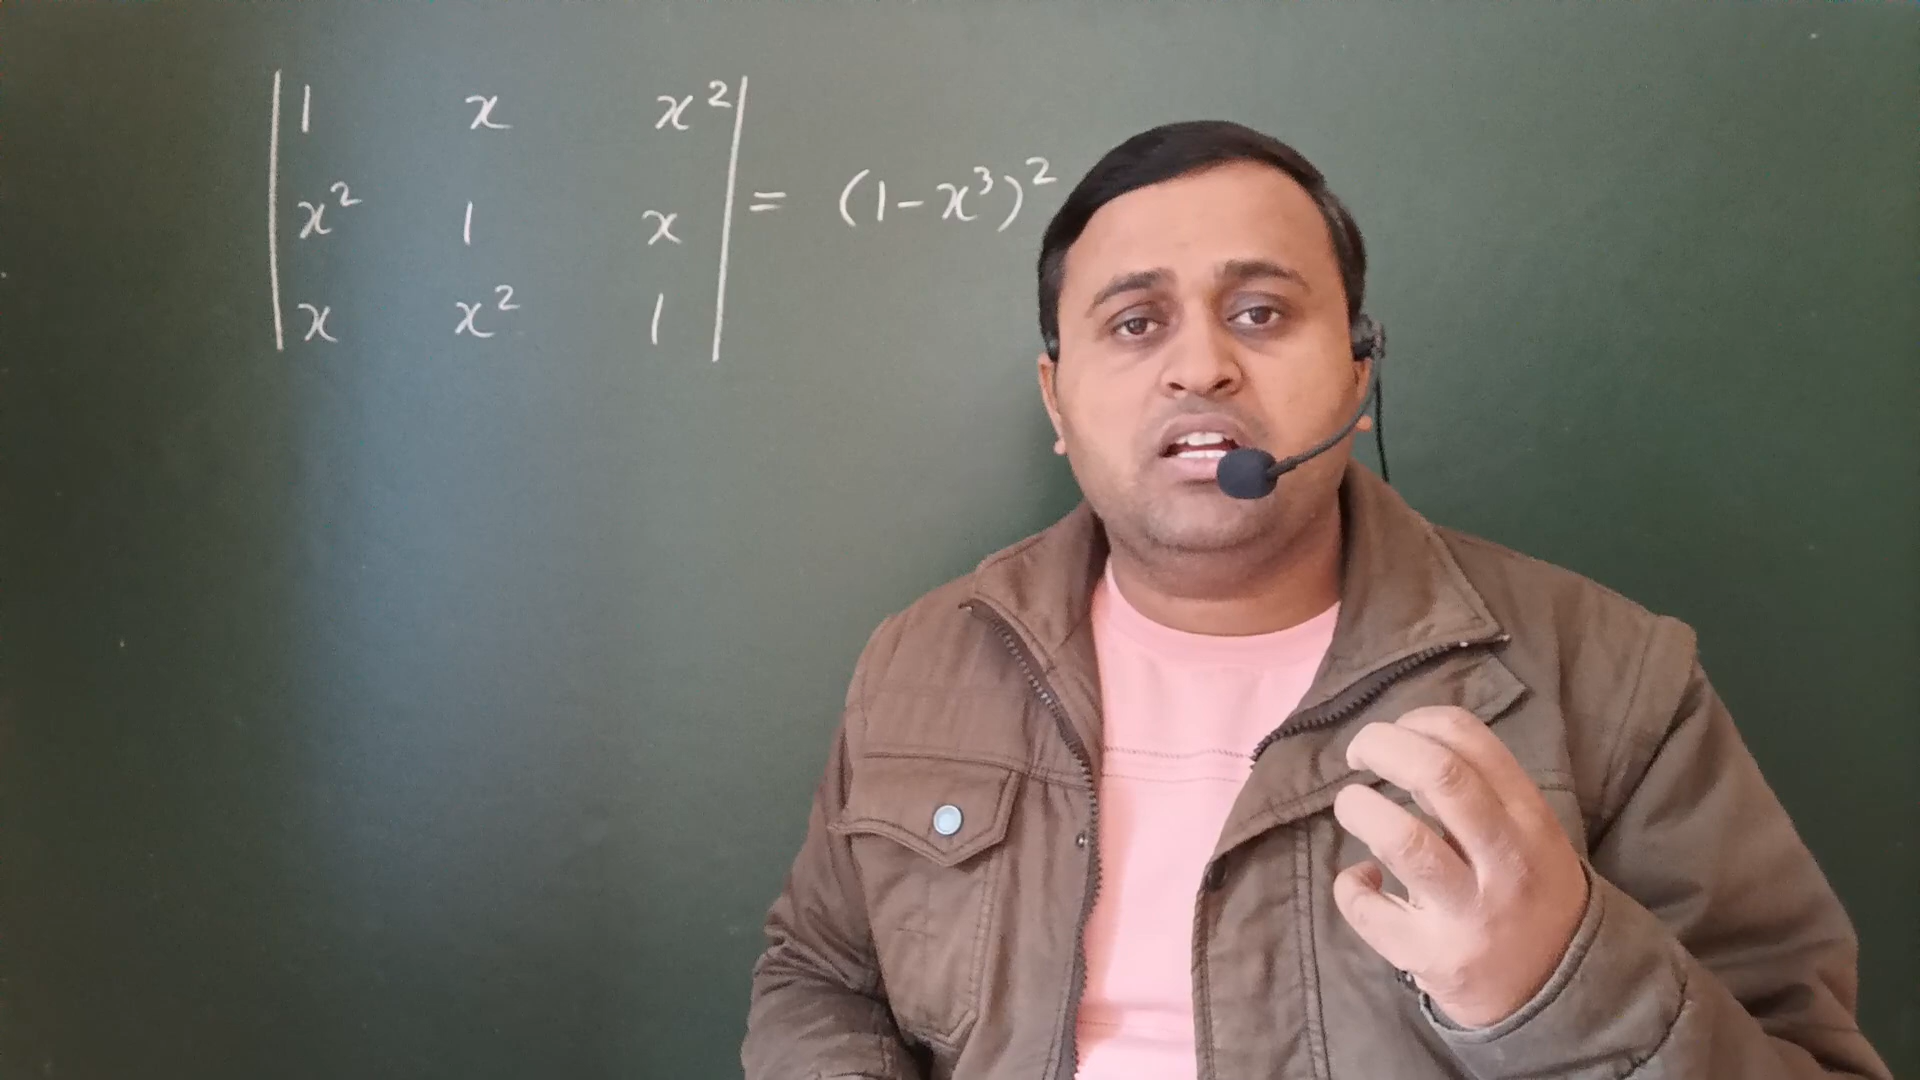 | 1 x x² |
| x² 1 x | = (1-x³)²
| x x² 1 |